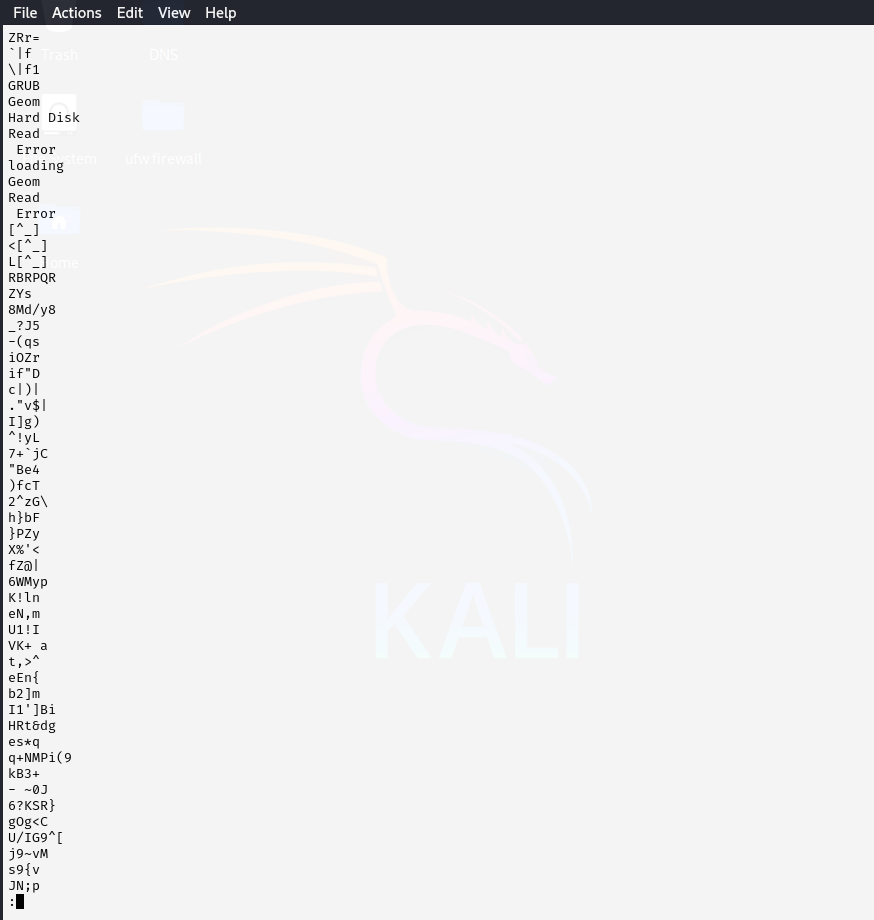 File Actions Edit View Help
ZRr=
`|f
\|f1
GRUB
Geom
Hard Disk
Read
 Error
loading
Geom
Read
 Error
[^_]
<[^_]
L[^_]
RBRPQR
ZYs
8Md/y8
_?J5
-(qs
iOZr
if"D
c|)|
."v$|
I]g)
^!yL
7+`jC
"Be4
)fcT
2^zG\
h}bF
}PZy
X%'<
fZ@|
6WMyp
K!ln
eN,m
U1!I
VK+ a
t,>^
eEn{
b2]m
I1']Bi
HRt&dg
es*q
q+NMPi(9
kB3+
- ~0J
6?KSR}
gOg<C
U/IG9^[
j9~vM
s9{v
JN;p
:
Trash
DNS
ufw firewall
KALI